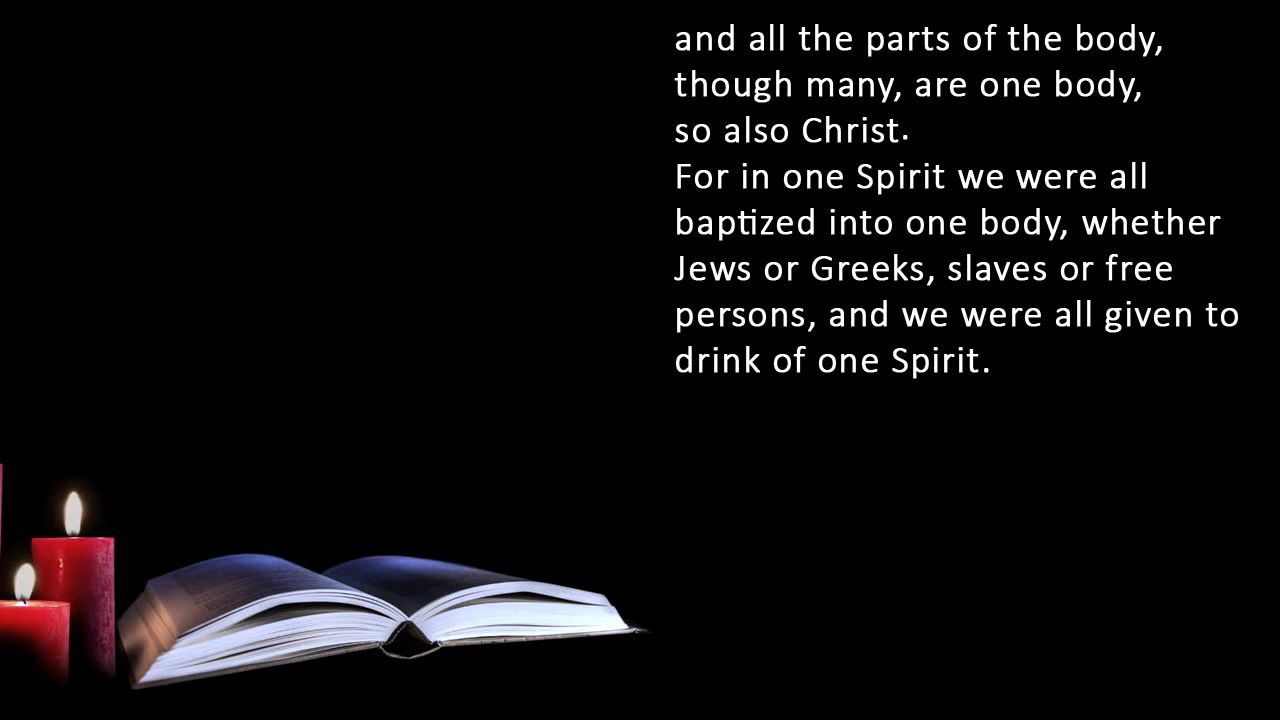 and all the parts of the body,
though many, are one body,
so also Christ.
For in one Spirit we were all
baptized into one body, whether
Jews or Greeks, slaves or free
persons, and we were all given to
drink of one Spirit.